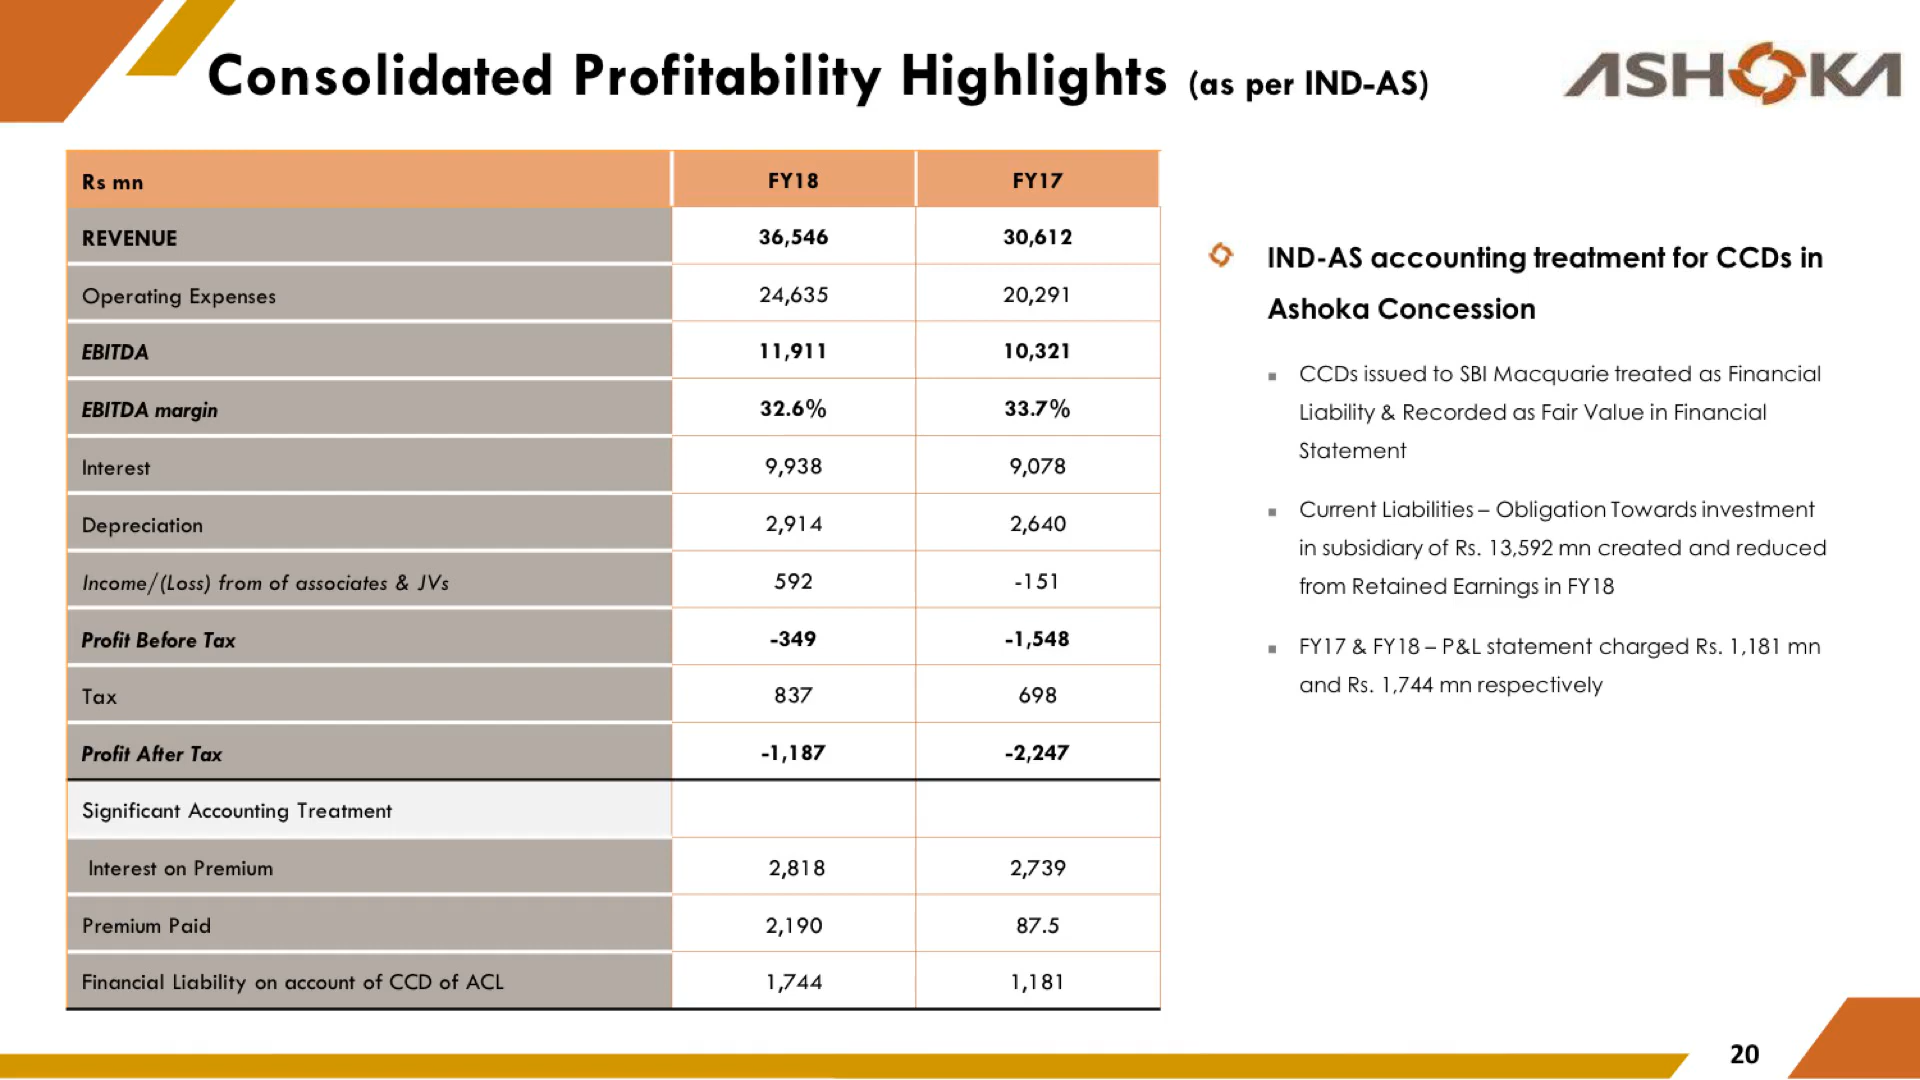 Consolidated Profitability Highlights (as per IND-AS)
ASHOKA
Rs mn FY18 FY17
REVENUE 36,546 30,612
Operating Expenses 24,635 20,291
EBITDA 11,911 10,321
EBITDA margin 32.6% 33.7%
Interest 9,938 9,078
Depreciation 2,914 2,640
Income/(Loss) from of associates & JVs 592 -151
Profit Before Tax -349 -1,548
Tax 837 698
Profit After Tax -1,187 -2,247
Significant Accounting Treatment
Interest on Premium 2,818 2,739
Premium Paid 2,190 87.5
Financial Liability on account of CCD of ACL 1,744 1,181
IND-AS accounting treatment for CCDs in
Ashoka Concession
▪ CCDs issued to SBI Macquarie treated as Financial
Liability & Recorded as Fair Value in Financial
Statement
▪ Current Liabilities – Obligation Towards investment
in subsidiary of Rs. 13,592 mn created and reduced
from Retained Earnings in FY18
▪ FY17 & FY18 – P&L statement charged Rs. 1,181 mn
and Rs. 1,744 mn respectively
20